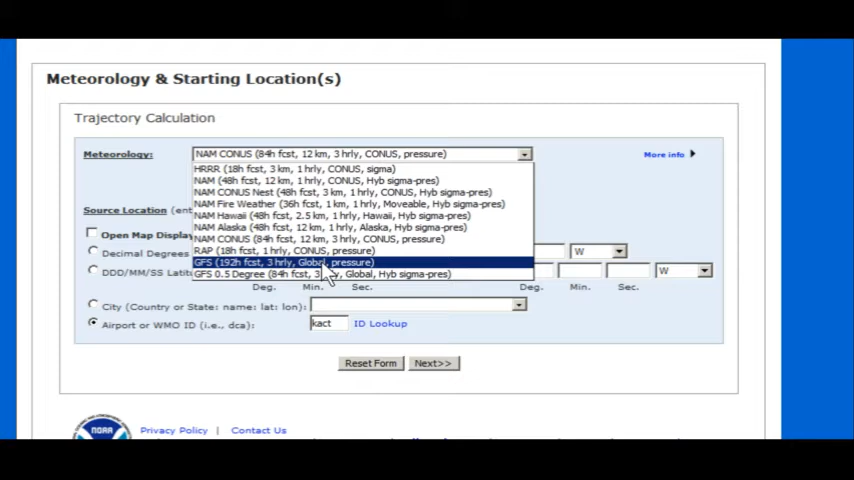 Meteorology & Starting Location(s)
Trajectory Calculation
Meteorology: NAM CONUS (84h fcst, 12 km, 3 hrly, CONUS, pressure) More info
HRRR (18h fcst, 3 km, 1 hrly, CONUS, sigma)
NAM (48h fcst, 12 km, 1 hrly, CONUS, Hyb sigma-pres)
NAM CONUS Nest (48h fcst, 3 km, 1 hrly, CONUS, Hyb sigma-pres)
NAM Fire Weather (36h fcst, 1 km, 1 hrly, Moveable, Hyb sigma-pres)
Source Location (ent
NAM Hawaii (48h fcst, 2.5 km, 1 hrly, Hawaii, Hyb sigma-pres)
NAM Alaska (48h fcst, 12 km, 1 hrly, Alaska, Hyb sigma-pres)
Open Map Display
NAM CONUS (84h fcst, 12 km, 3 hrly, CONUS, pressure)
Decimal Degrees RAP (18h fcst, 1 hrly, CONUS, pressure) W
GFS (192h fcst, 3 hrly, Global, pressure)
DDD/MM/SS Latit GFS 0.5 Degree (84h fcst, 3 Global, Hyb sigma-pres) W
Deg. Min. Sec. Deg. Min. Sec.
City (Country or State: name: lat: lon):
Airport or WMO ID (i.e., dca): kact ID Lookup
Reset Form Next>>
NOAA Privacy Policy Contact Us